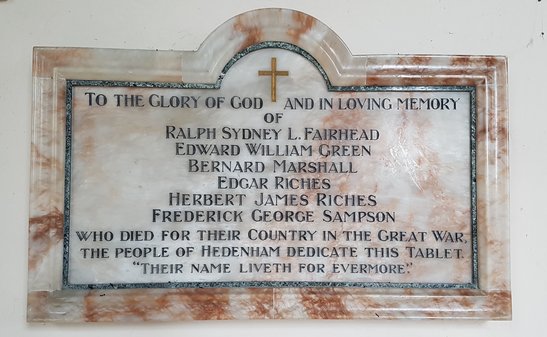 TO THE GLORY OF GOD AND IN LOVING MEMORY
OF
RALPH SYDNEY L. FAIRHEAD
EDWARD WILLIAM GREEN
BERNARD MARSHALL
EDGAR RICHES
HERBERT JAMES RICHES
FREDERICK GEORGE SAMPSON
WHO DIED FOR THEIR COUNTRY IN THE GREAT WAR,
THE PEOPLE OF HEDENHAM DEDICATE THIS TABLET.
"THEIR NAME LIVETH FOR EVERMORE."